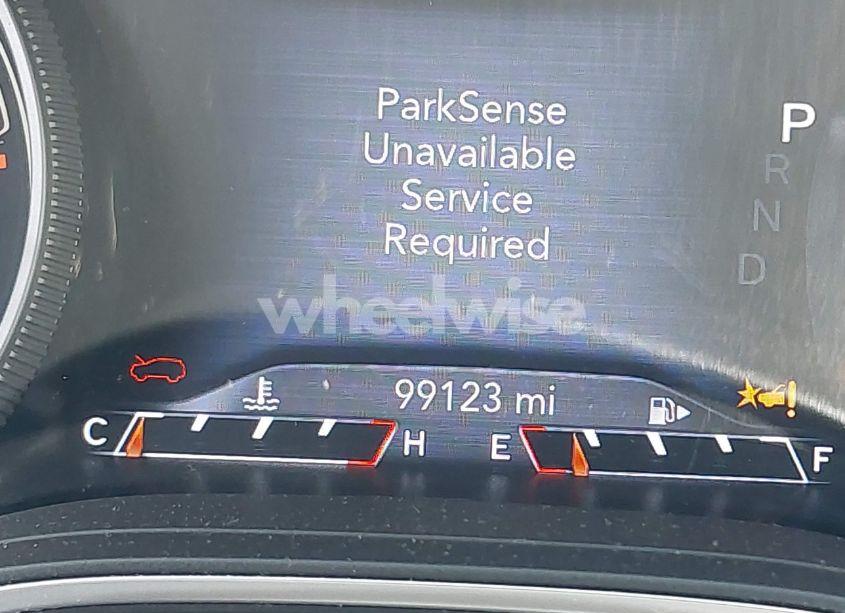 ParkSense
Unavailable
Service
Required
P
R
N
D
wheelwise
99123 mi
C H E F